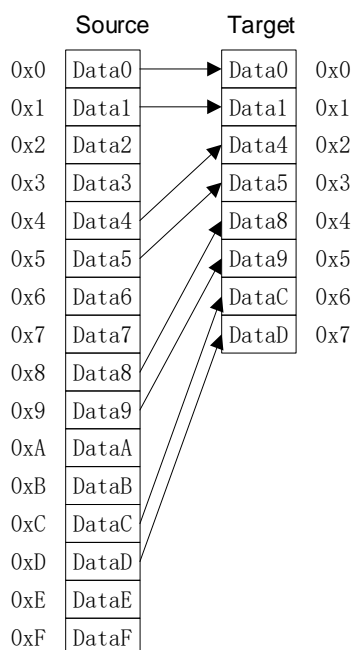 Source Target
0x0 Data0 Data0 0x0
0x1 Data1 Data1 0x1
0x2 Data2 Data4 0x2
0x3 Data3 Data5 0x3
0x4 Data4 Data8 0x4
0x5 Data5 Data9 0x5
0x6 Data6 DataC 0x6
0x7 Data7 DataD 0x7
0x8 Data8
0x9 Data9
0xA DataA
0xB DataB
0xC DataC
0xD DataD
0xE DataE
0xF DataF